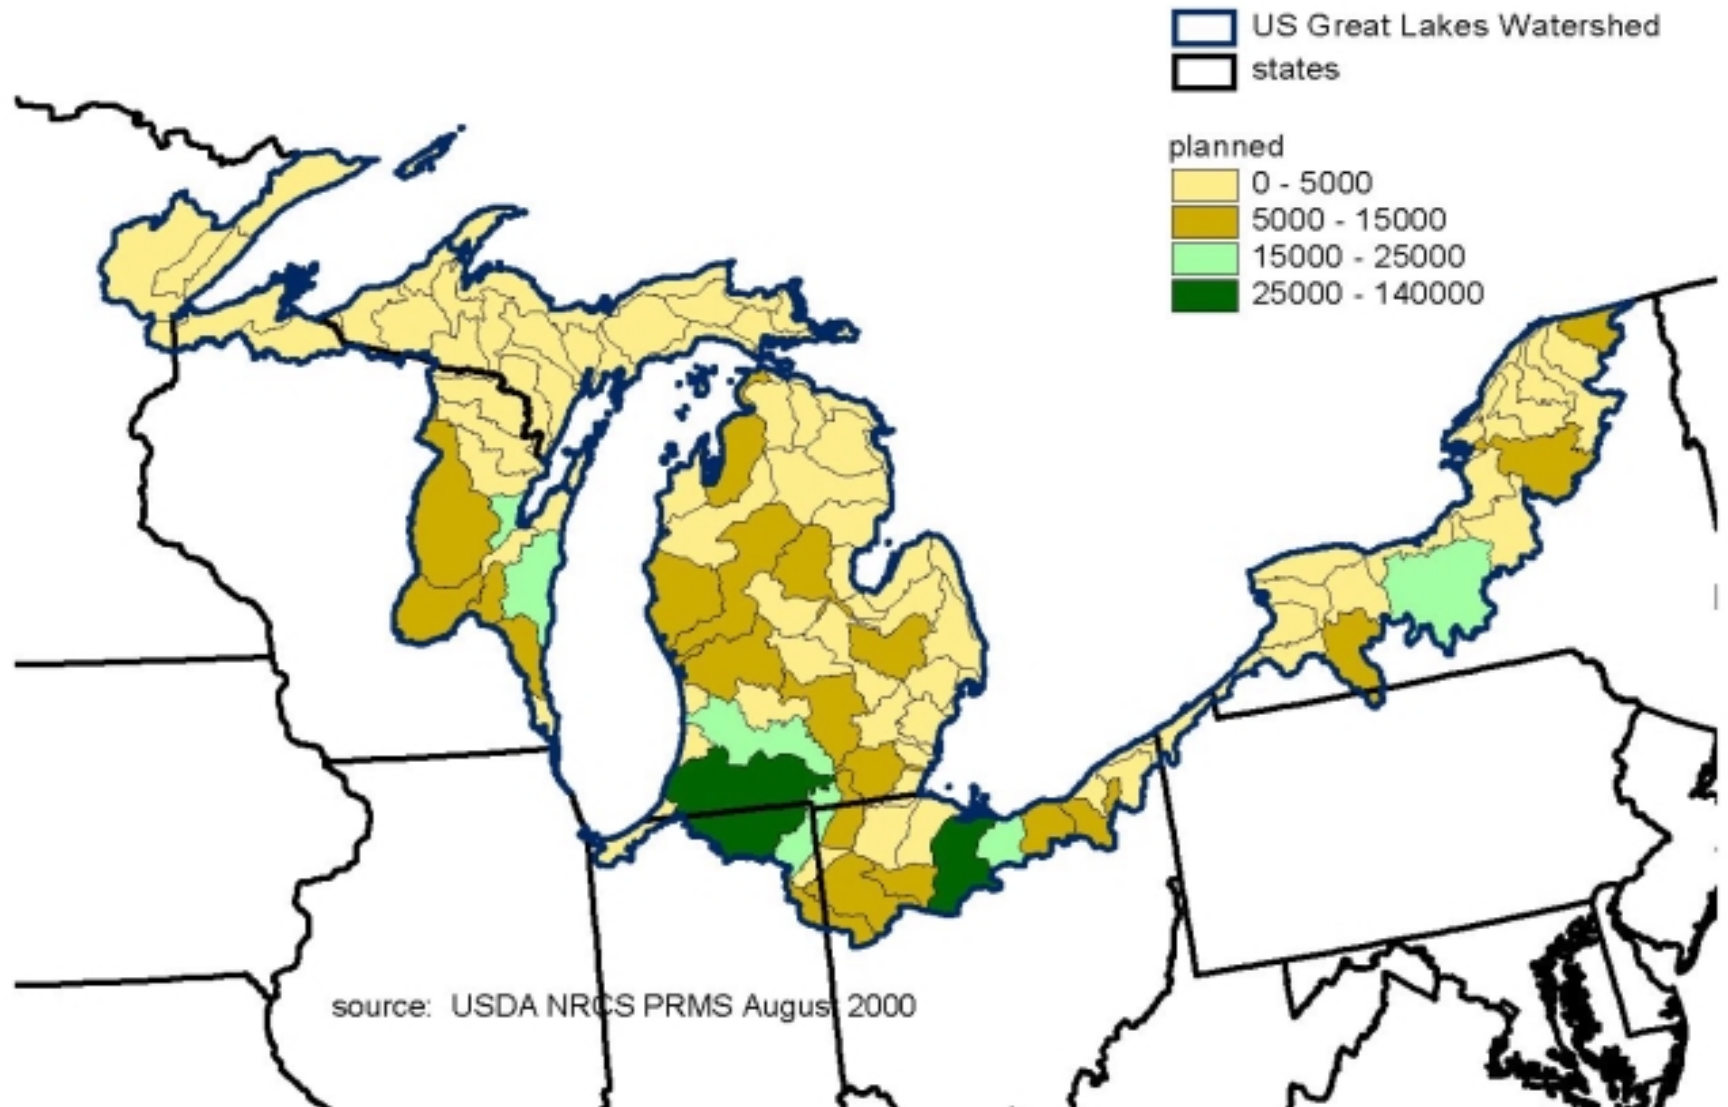 US Great Lakes Watershed
states
planned
0 - 5000
5000 - 15000
15000 - 25000
25000 - 140000
source: USDA NRCS PRMS August 2000